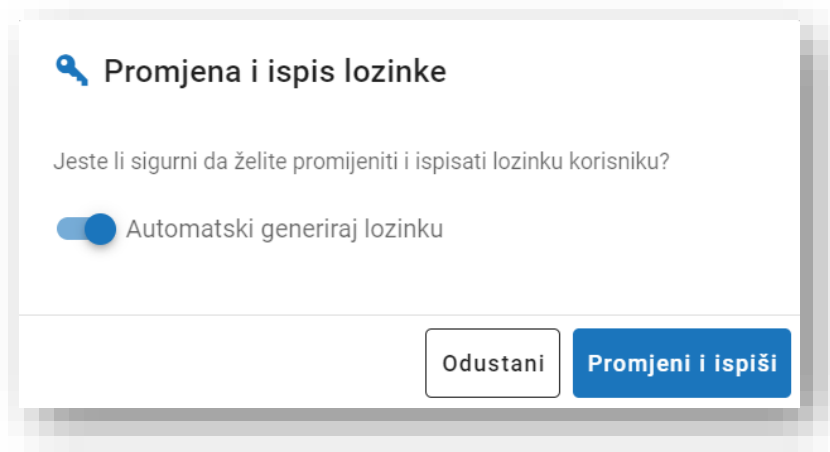 Promjena i ispis lozinke
Jeste li sigurni da želite promijeniti i ispisati lozinku korisniku?
Automatski generiraj lozinku
Odustani
Promjeni i ispiši